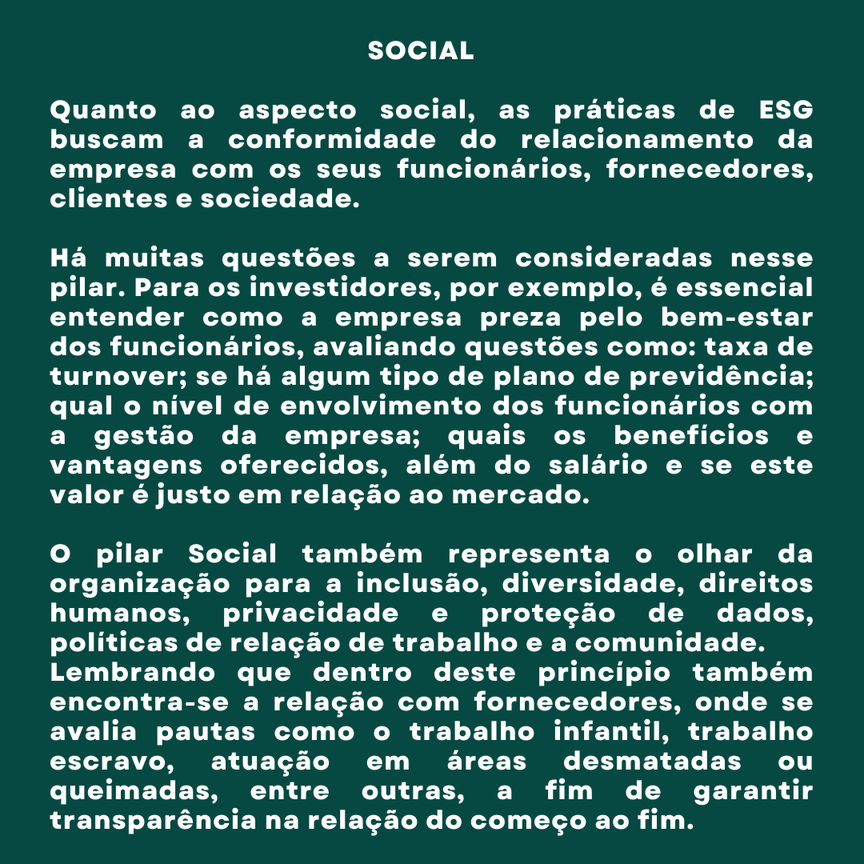 SOCIAL
Quanto ao aspecto social, as práticas de ESG
buscam a conformidade do relacionamento da
empresa com os seus funcionários, fornecedores,
clientes e sociedade.
Há muitas questões a serem consideradas nesse
pilar. Para os investidores, por exemplo, é essencial
entender como a empresa preza pelo bem-estar
dos funcionários, avaliando questões como: taxa de
turnover; se há algum tipo de plano de previdência;
qual o nível de envolvimento dos funcionários com
a gestão da empresa; quais os benefícios e
vantagens oferecidos, além do salário e se este
valor é justo em relação ao mercado.
O pilar Social também representa o olhar da
organização para a inclusão, diversidade, direitos
humanos, privacidade e proteção de dados,
políticas de relação de trabalho e a comunidade.
Lembrando que dentro deste princípio também
encontra-se a relação com fornecedores, onde se
avalia pautas como o trabalho infantil, trabalho
escravo, atuação em áreas desmatadas ou
queimadas, entre outras, a fim de garantir
transparência na relação do começo ao fim.